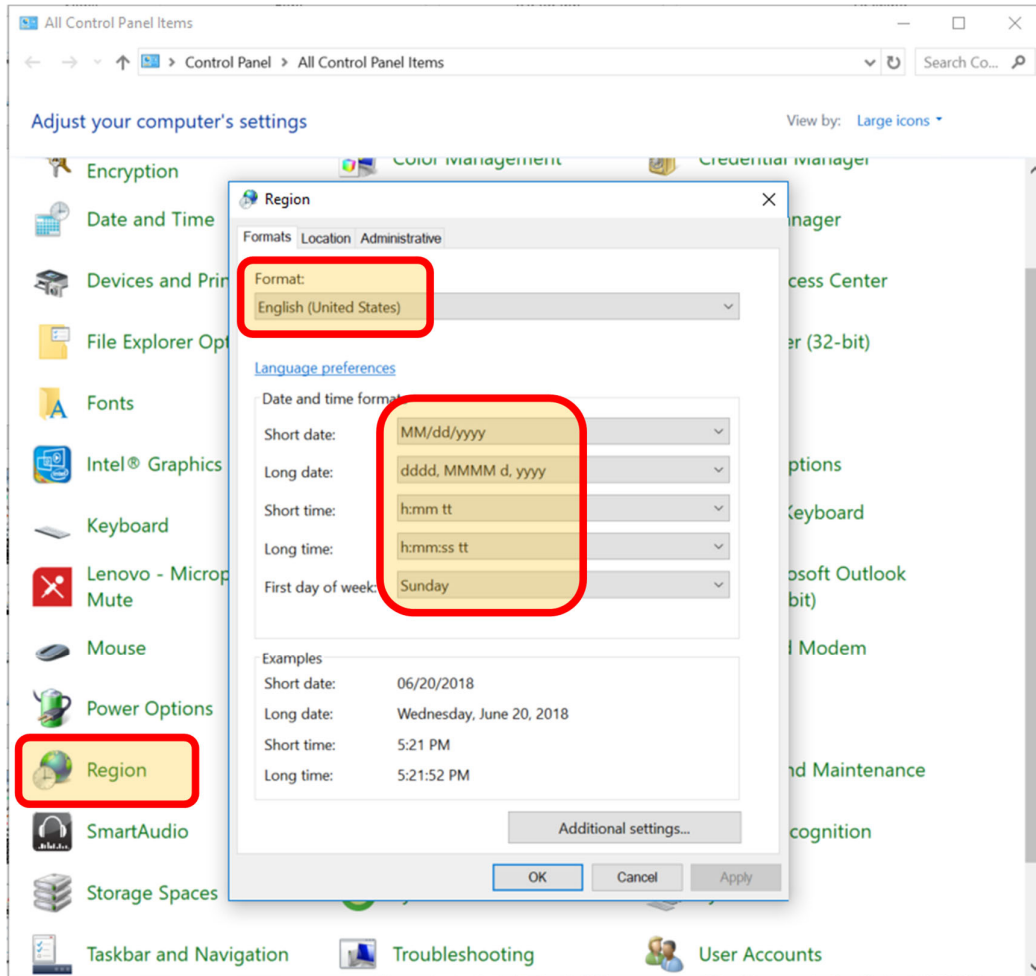 All Control Panel Items
Control Panel > All Control Panel Items
Search Co...
Adjust your computer's settings
View by: Large icons
Encryption
Color Management
Credential Manager
Date and Time
nager
Devices and Prin
cess Center
File Explorer Opt
er (32-bit)
Fonts
Intel® Graphics
ptions
Keyboard
Keyboard
Lenovo - Microp
Mute
osoft Outlook
bit)
Mouse
d Modem
Power Options
Region
nd Maintenance
SmartAudio
cognition
Storage Spaces
Taskbar and Navigation
Troubleshooting
User Accounts
Region
Formats Location Administrative
Format:
English (United States)
Language preferences
Date and time formats
Short date: MM/dd/yyyy
Long date: dddd, MMMM d, yyyy
Short time: h:mm tt
Long time: h:mm:ss tt
First day of week: Sunday
Examples
Short date: 06/20/2018
Long date: Wednesday, June 20, 2018
Short time: 5:21 PM
Long time: 5:21:52 PM
Additional settings...
OK Cancel Apply